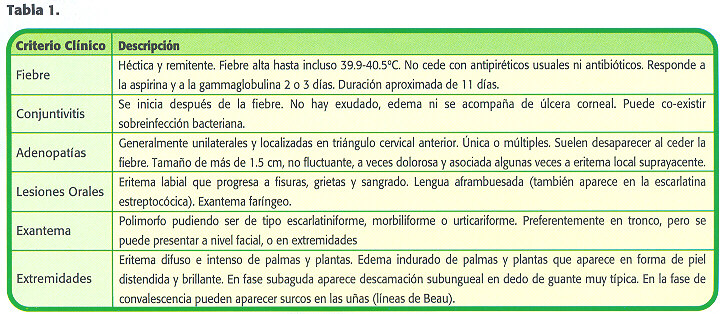 Tabla 1.
Criterio Clínico Descripción
Fiebre
Héctica y remitente. Fiebre alta hasta incluso 39.9-40.5ºC. No cede con antipiréticos usuales ni antibióticos. Responde a
la aspirina y a la gammaglobulina 2 o 3 días. Duración aproximada de 11 días.
Conjuntivitis
Se inicia después de la fiebre. No hay exudado, edema ni se acompaña de úlcera corneal. Puede co-existir
sobreinfección bacteriana.
Adenopatías
Generalmente unilaterales y localizadas en triángulo cervical anterior. Única o múltiples. Suelen desaparecer al ceder la
fiebre. Tamaño de más de 1.5 cm, no fluctuante, a veces dolorosa y asociada algunas veces a eritema local suprayacente.
Lesiones Orales
Eritema labial que progresa a fisuras, grietas y sangrado. Lengua aframbuesada (también aparece en la escarlatina
estreptocócica). Exantema faríngeo.
Exantema
Polimorfo pudiendo ser de tipo escarlatiniforme, morbiliforme o urticariforme. Preferentemente en tronco, pero se
puede presentar a nivel facial, o en extremidades
Extremidades
Eritema difuso e intenso de palmas y plantas. Edema indurado de palmas y plantas que aparece en forma de piel
distendida y brillante. En fase subaguda aparece descamación subungueal en dedo de guante muy típica. En la fase de
convalescencia pueden aparecer surcos en las uñas (líneas de Beau).